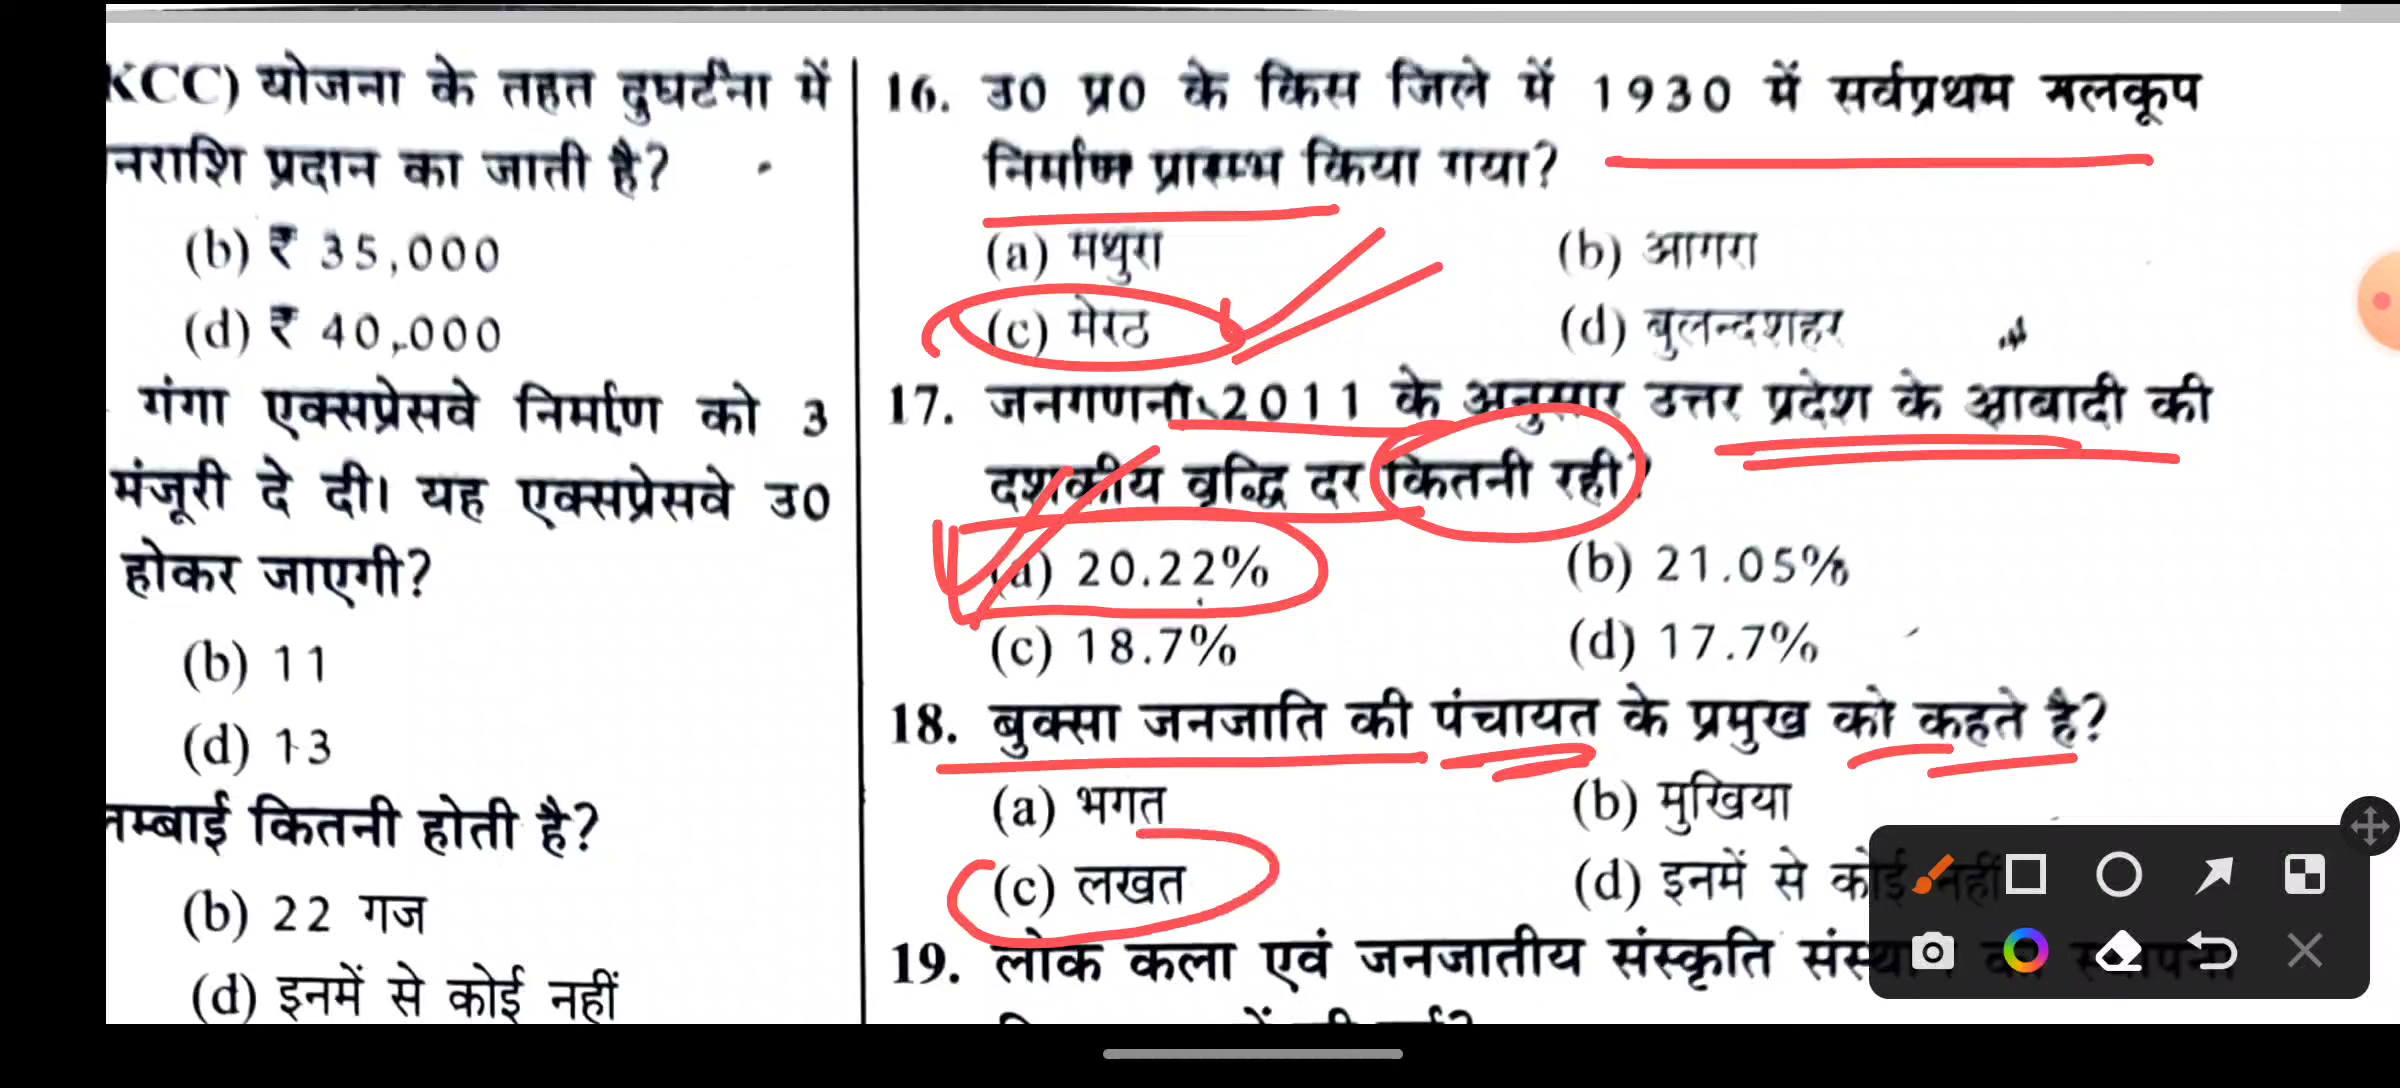 KCC) योजना के तहत दुघर्टना में
नराशि प्रदान का जाती है?
(b) ₹ 35,000
(d) ₹ 40,000
गंगा एक्सप्रेसवे निर्माण को 3
मंजूरी दे दी। यह एक्सप्रेसवे उ0
होकर जाएगी?
(b) 11
(d) 13
लम्बाई कितनी होती है?
(b) 22 गज
(d) इनमें से कोई नहीं
16. उ0 प्र0 के किस जिले में 1930 में सर्वप्रथम नलकूप
निर्माण प्रारम्भ किया गया?
(a) मथुरा (b) आगरा
(c) मेरठ (d) बुलन्दशहर
17. जनगणना 2011 के अनुसार उत्तर प्रदेश के आबादी की
दशकीय वृद्धि दर कितनी रही?
(a) 20.22% (b) 21.05%
(c) 18.7% (d) 17.7%
18. बुक्सा जनजाति की पंचायत के प्रमुख को कहते है?
(a) भगत (b) मुखिया
(c) लखत (d) इनमें से कोई नहीं
19. लोक कला एवं जनजातीय संस्कृति संस्थान की स्थापना